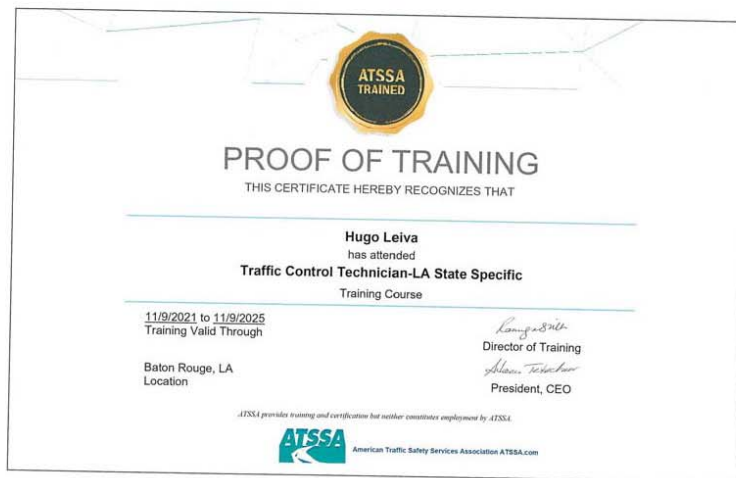 ATSSA
TRAINED
PROOF OF TRAINING
THIS CERTIFICATE HEREBY RECOGNIZES THAT
Hugo Leiva
has attended
Traffic Control Technician-LA State Specific
Training Course
11/9/2021 to 11/9/2025
Training Valid Through
Director of Training
Baton Rouge, LA
Location
President, CEO
ATSSA provides training and certification but neither constitutes employment by ATSSA.
ATSSA
American Traffic Safety Services Association ATSSA.com